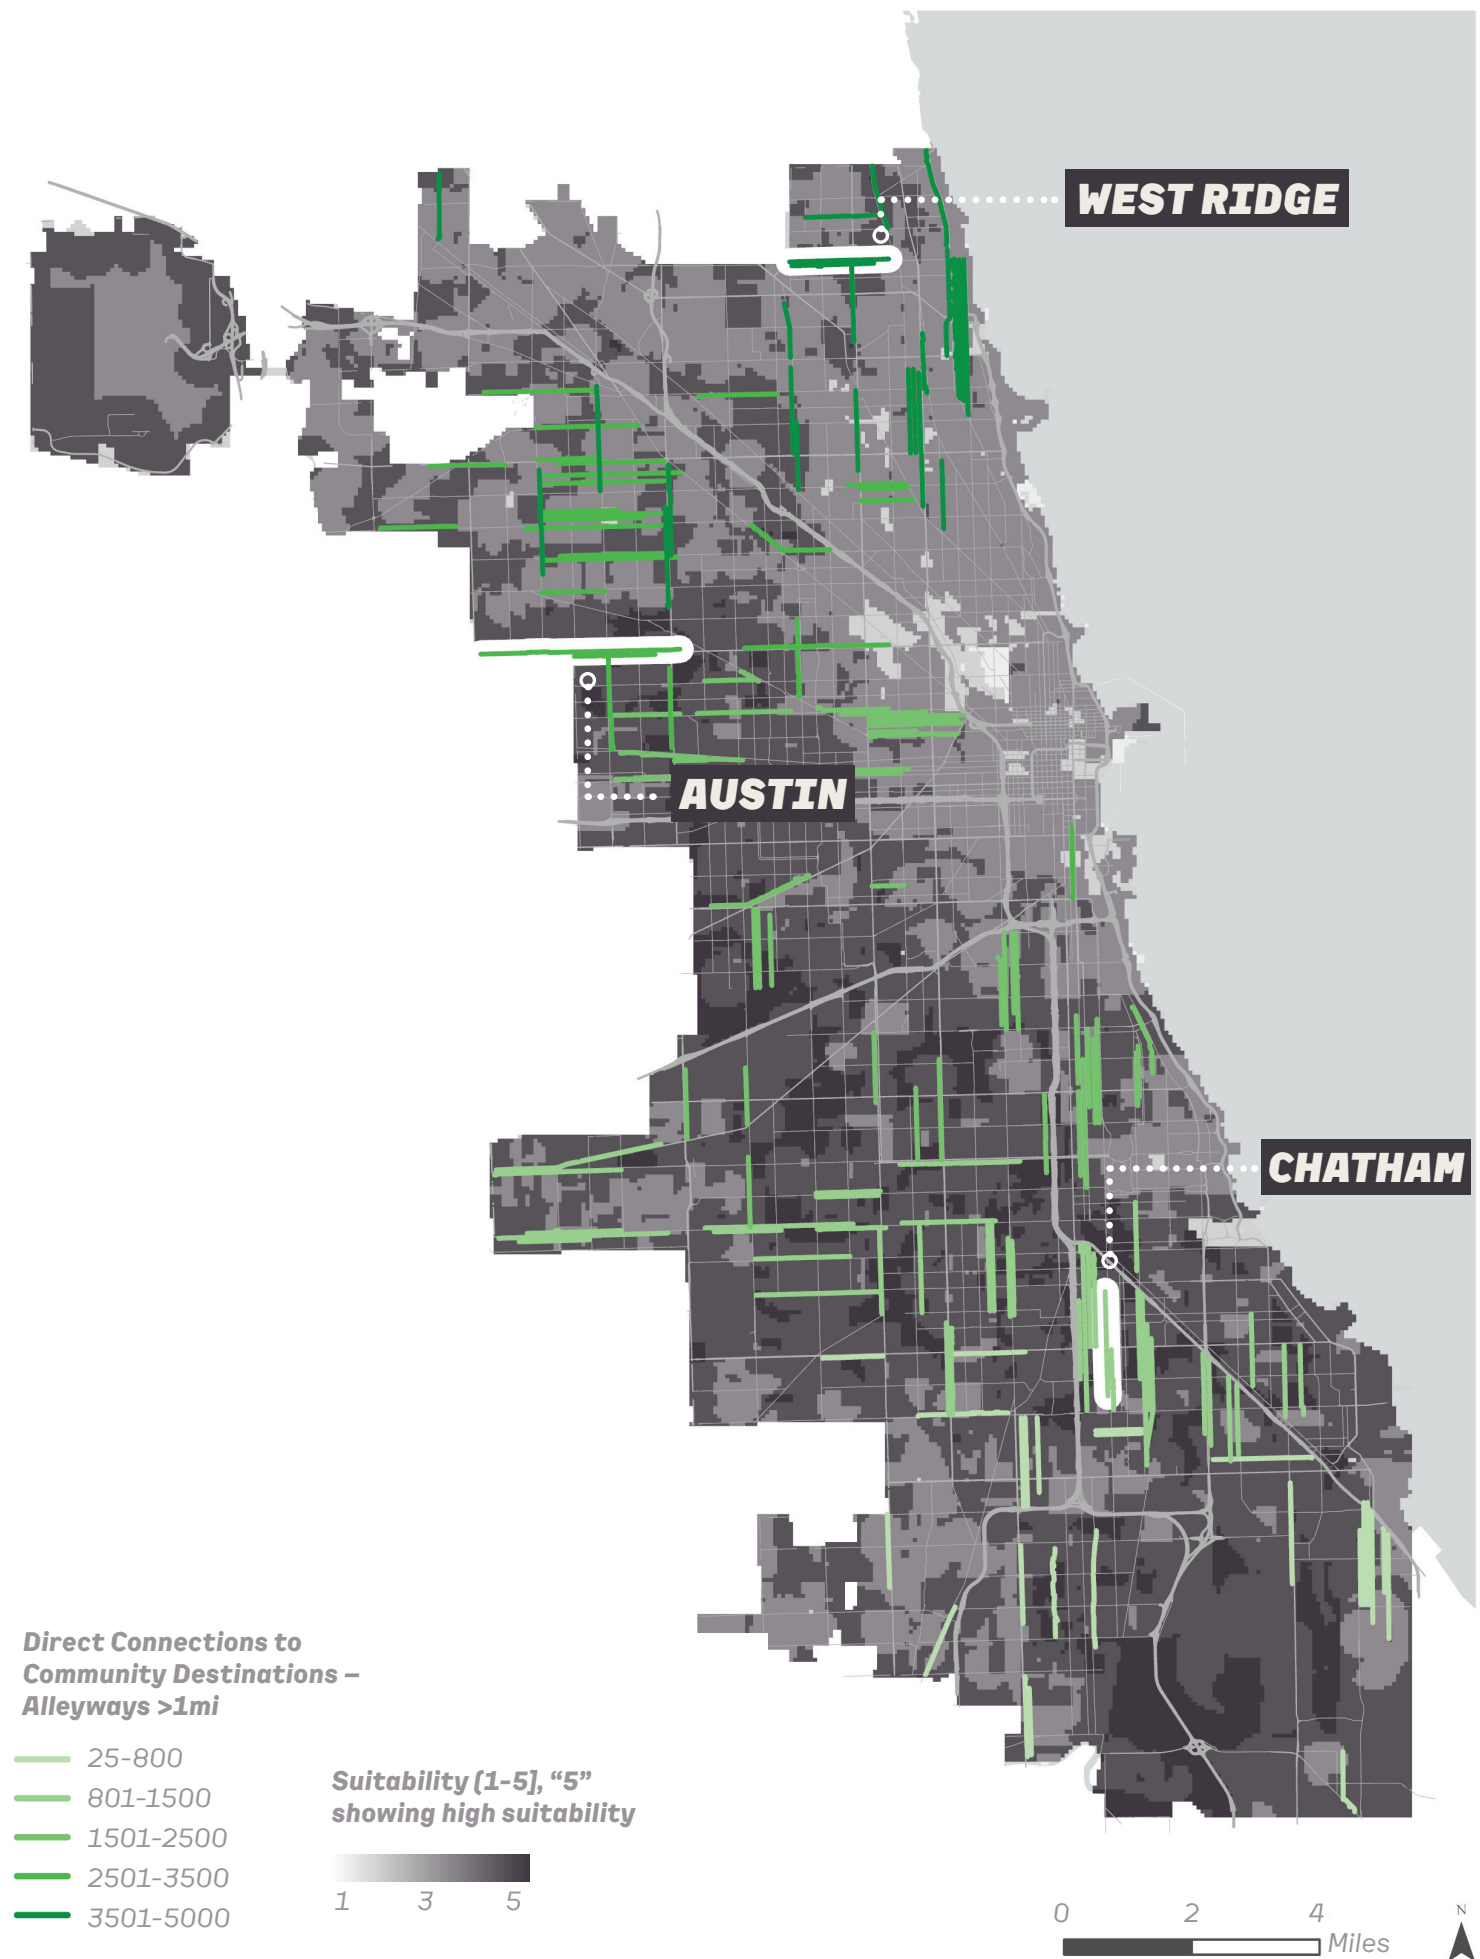 WEST RIDGE
AUSTIN
CHATHAM
Direct Connections to
Community Destinations –
Alleyways >1mi
25-800
801-1500
1501-2500
2501-3500
3501-5000
Suitability (1-5), “5”
showing high suitability
1 3 5
0 2 4
Miles
N